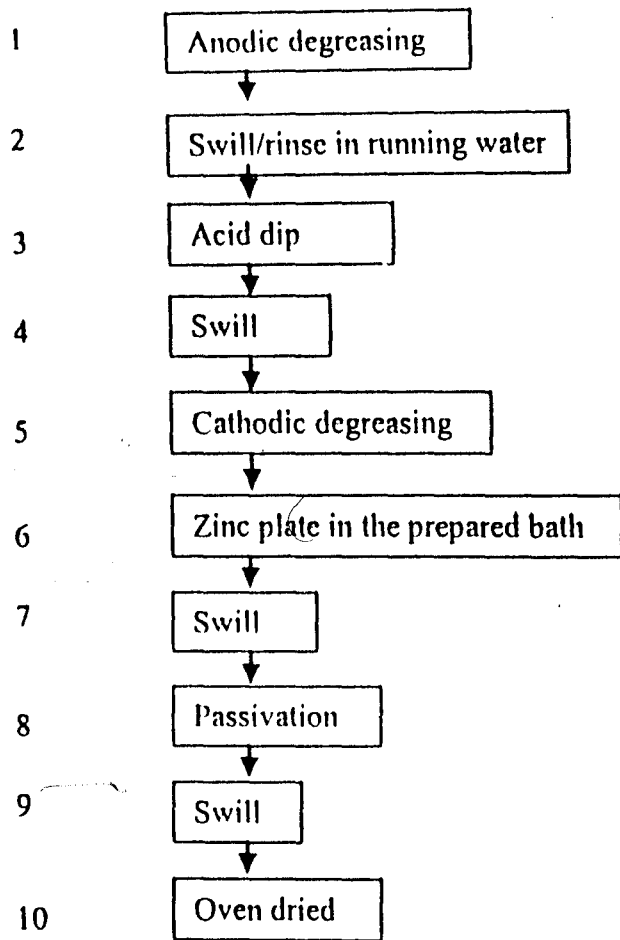 1 Anodic degreasing
2 Swill/rinse in running water
3 Acid dip
4 Swill
5 Cathodic degreasing
6 Zinc plate in the prepared bath
7 Swill
8 Passivation
9 Swill
10 Oven dried